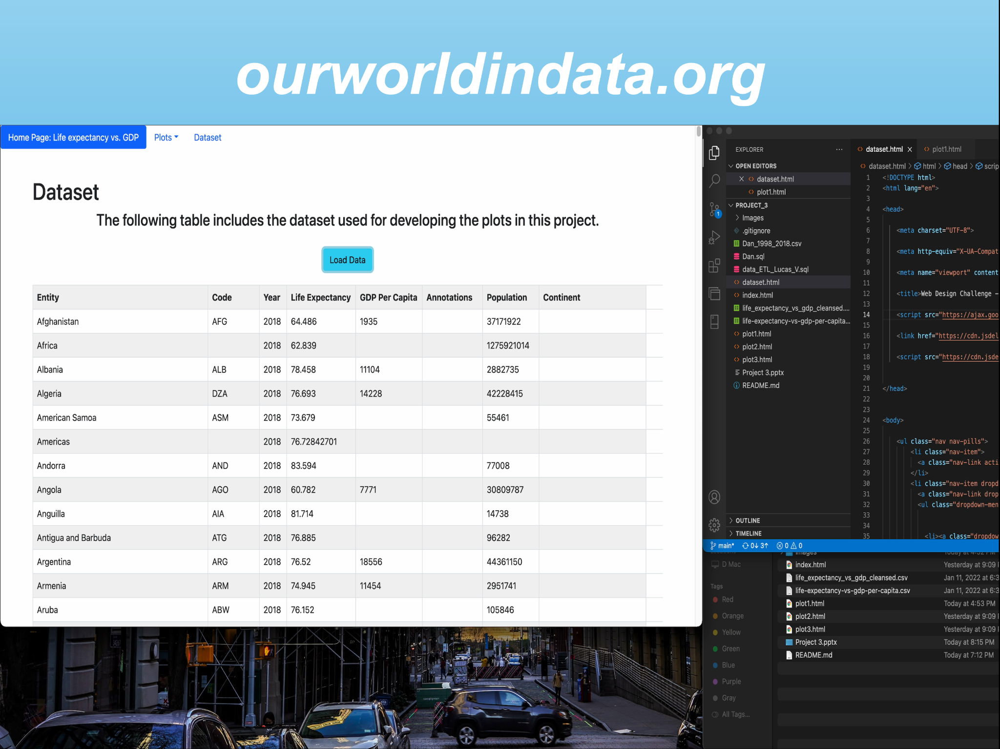 ourworldindata.org
Home Page: Life expectancy vs. GDP Plots Dataset
Dataset
The following table includes the dataset used for developing the plots in this project.
Load Data
Entity Code Year Life Expectancy GDP Per Capita Annotations Population Continent
Afghanistan AFG 2018 64.486 1935 37171922
Africa 2018 62.839 1275921014
Albania ALB 2018 78.458 11104 2882735
Algeria DZA 2018 76.693 14228 42228415
American Samoa ASM 2018 73.679 55461
Americas 2018 76.72842701
Andorra AND 2018 83.594 77008
Angola AGO 2018 60.782 7771 30809787
Anguilla AIA 2018 81.714 14738
Antigua and Barbuda ATG 2018 76.885 96282
Argentina ARG 2018 76.52 18556 44361150
Armenia ARM 2018 74.945 11454 2951741
Aruba ABW 2018 76.152 105846
EXPLORER ···
OPEN EDITORS
X dataset.html
plot1.html
PROJECT_3
Images
.gitignore
Dan_1998_2018.csv
Dan.sql
data_ETL_Lucas_V.sql
dataset.html
index.html
life_expectancy_vs_gdp_cleansed....
life-expectancy-vs-gdp-per-capita...
plot1.html
plot2.html
plot3.html
Project 3.pptx
README.md
OUTLINE
TIMELINE
1
dataset.html X plot1.html
dataset.html > html > head > scrip
1 <!DOCTYPE html>
2 <html lang="en">
3
4 <head>
5
6 <meta charset="UTF-8">
7
8 <meta http-equiv="X-UA-Compat
9
10 <meta name="viewport" content
11
12 <title>Web Design Challenge -
13
14 <script src="https://ajax.goo
15
16 <link href="https://cdn.jsdel
17
18 <script src="https://cdn.jsde
19
20
21 </head>
22
23
24 <body>
25
26 <ul class="nav nav-pills">
27 <li class="nav-item">
28 <a class="nav-link acti
29 </li>
30 <li class="nav-item dropd
31 <a class="nav-link drop
32 <ul class="dropdown-men
33
34
35 <li><a class="dropdow
main* 0↓ 3↑ 0 0
D Mac
Tags
Red
Orange
Yellow
Green
Blue
Purple
Gray
All Tags...
Images Today at 4:52 PM
index.html Yesterday at 9:09
life_expectancy_vs_gdp_cleansed.csv Jan 11, 2022 at 6:3
life-expectancy-vs-gdp-per-capita.csv Jan 11, 2022 at 6:3
plot1.html Today at 4:53 PM
plot2.html Yesterday at 9:09
plot3.html Yesterday at 9:09
Project 3.pptx Today at 8:15 PM
README.md Today at 7:12 PM
sweetgreen